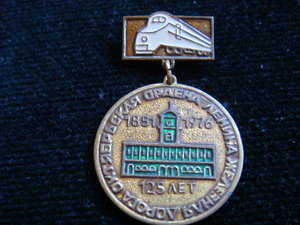 ОКТЯБРЬСКАЯ ОРДЕНА ЛЕНИНА ЖЕЛЕЗНАЯ ДОРОГА
1851 1976
125 ЛЕТ